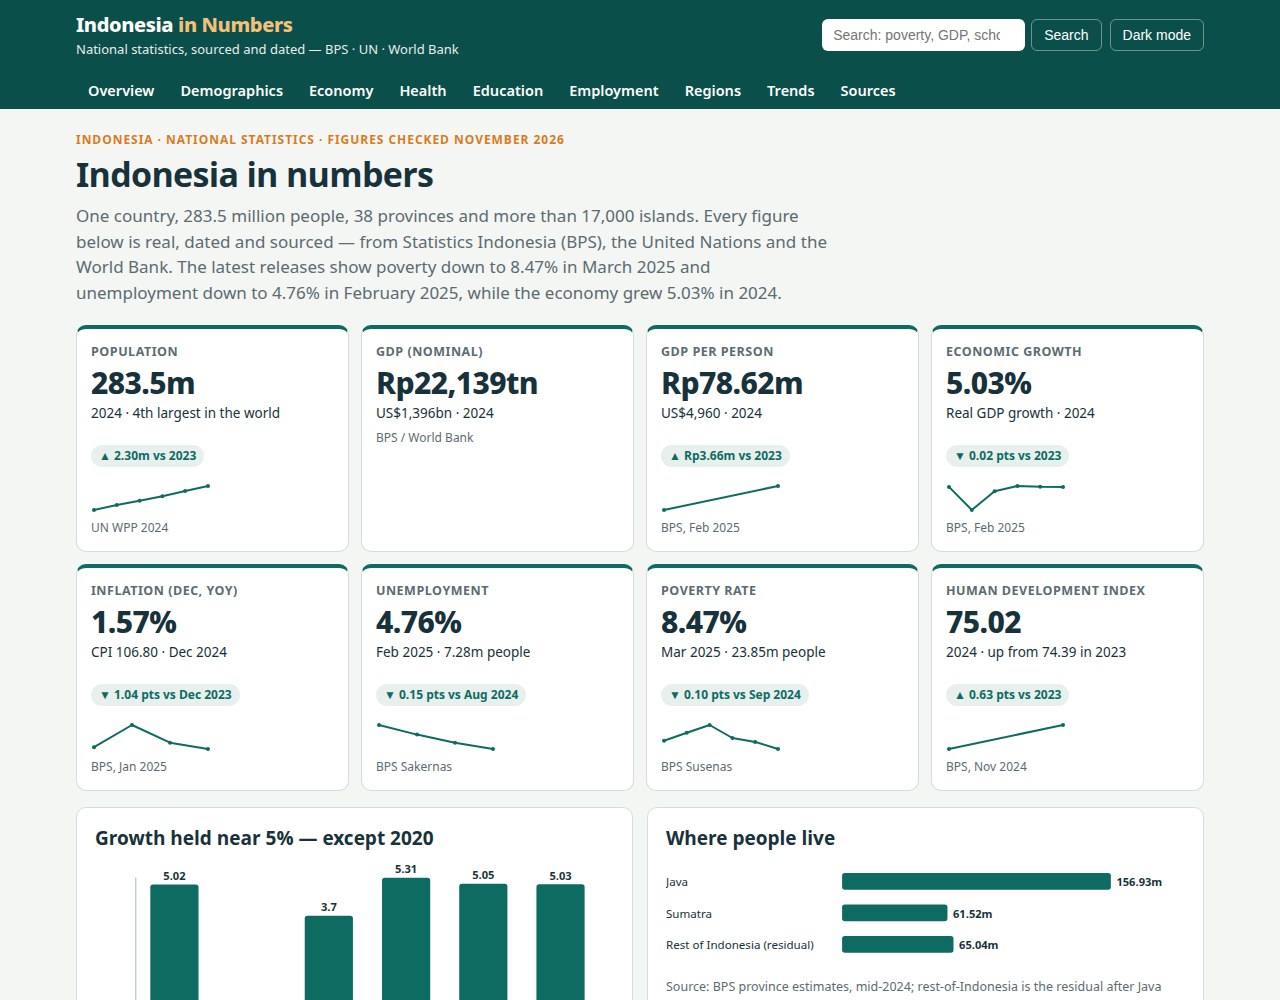 Indonesia in Numbers
National statistics, sourced and dated — BPS · UN · World Bank
Search: poverty, GDP, scho
Search
Dark mode
Overview Demographics Economy Health Education Employment Regions Trends Sources
INDONESIA · NATIONAL STATISTICS · FIGURES CHECKED NOVEMBER 2026
Indonesia in numbers
One country, 283.5 million people, 38 provinces and more than 17,000 islands. Every figure
below is real, dated and sourced — from Statistics Indonesia (BPS), the United Nations and the
World Bank. The latest releases show poverty down to 8.47% in March 2025 and
unemployment down to 4.76% in February 2025, while the economy grew 5.03% in 2024.
POPULATION
283.5m
2024 · 4th largest in the world
▲ 2.30m vs 2023
UN WPP 2024
GDP (NOMINAL)
Rp22,139tn
US$1,396bn · 2024
BPS / World Bank
GDP PER PERSON
Rp78.62m
US$4,960 · 2024
▲ Rp3.66m vs 2023
BPS, Feb 2025
ECONOMIC GROWTH
5.03%
Real GDP growth · 2024
▼ 0.02 pts vs 2023
BPS, Feb 2025
INFLATION (DEC, YOY)
1.57%
CPI 106.80 · Dec 2024
▼ 1.04 pts vs Dec 2023
BPS, Jan 2025
UNEMPLOYMENT
4.76%
Feb 2025 · 7.28m people
▼ 0.15 pts vs Aug 2024
BPS Sakernas
POVERTY RATE
8.47%
Mar 2025 · 23.85m people
▼ 0.10 pts vs Sep 2024
BPS Susenas
HUMAN DEVELOPMENT INDEX
75.02
2024 · up from 74.39 in 2023
▲ 0.63 pts vs 2023
BPS, Nov 2024
Growth held near 5% — except 2020
5.02
3.7
5.31
5.05
5.03
Where people live
Java 156.93m
Sumatra 61.52m
Rest of Indonesia (residual) 65.04m
Source: BPS province estimates, mid-2024; rest-of-Indonesia is the residual after Java